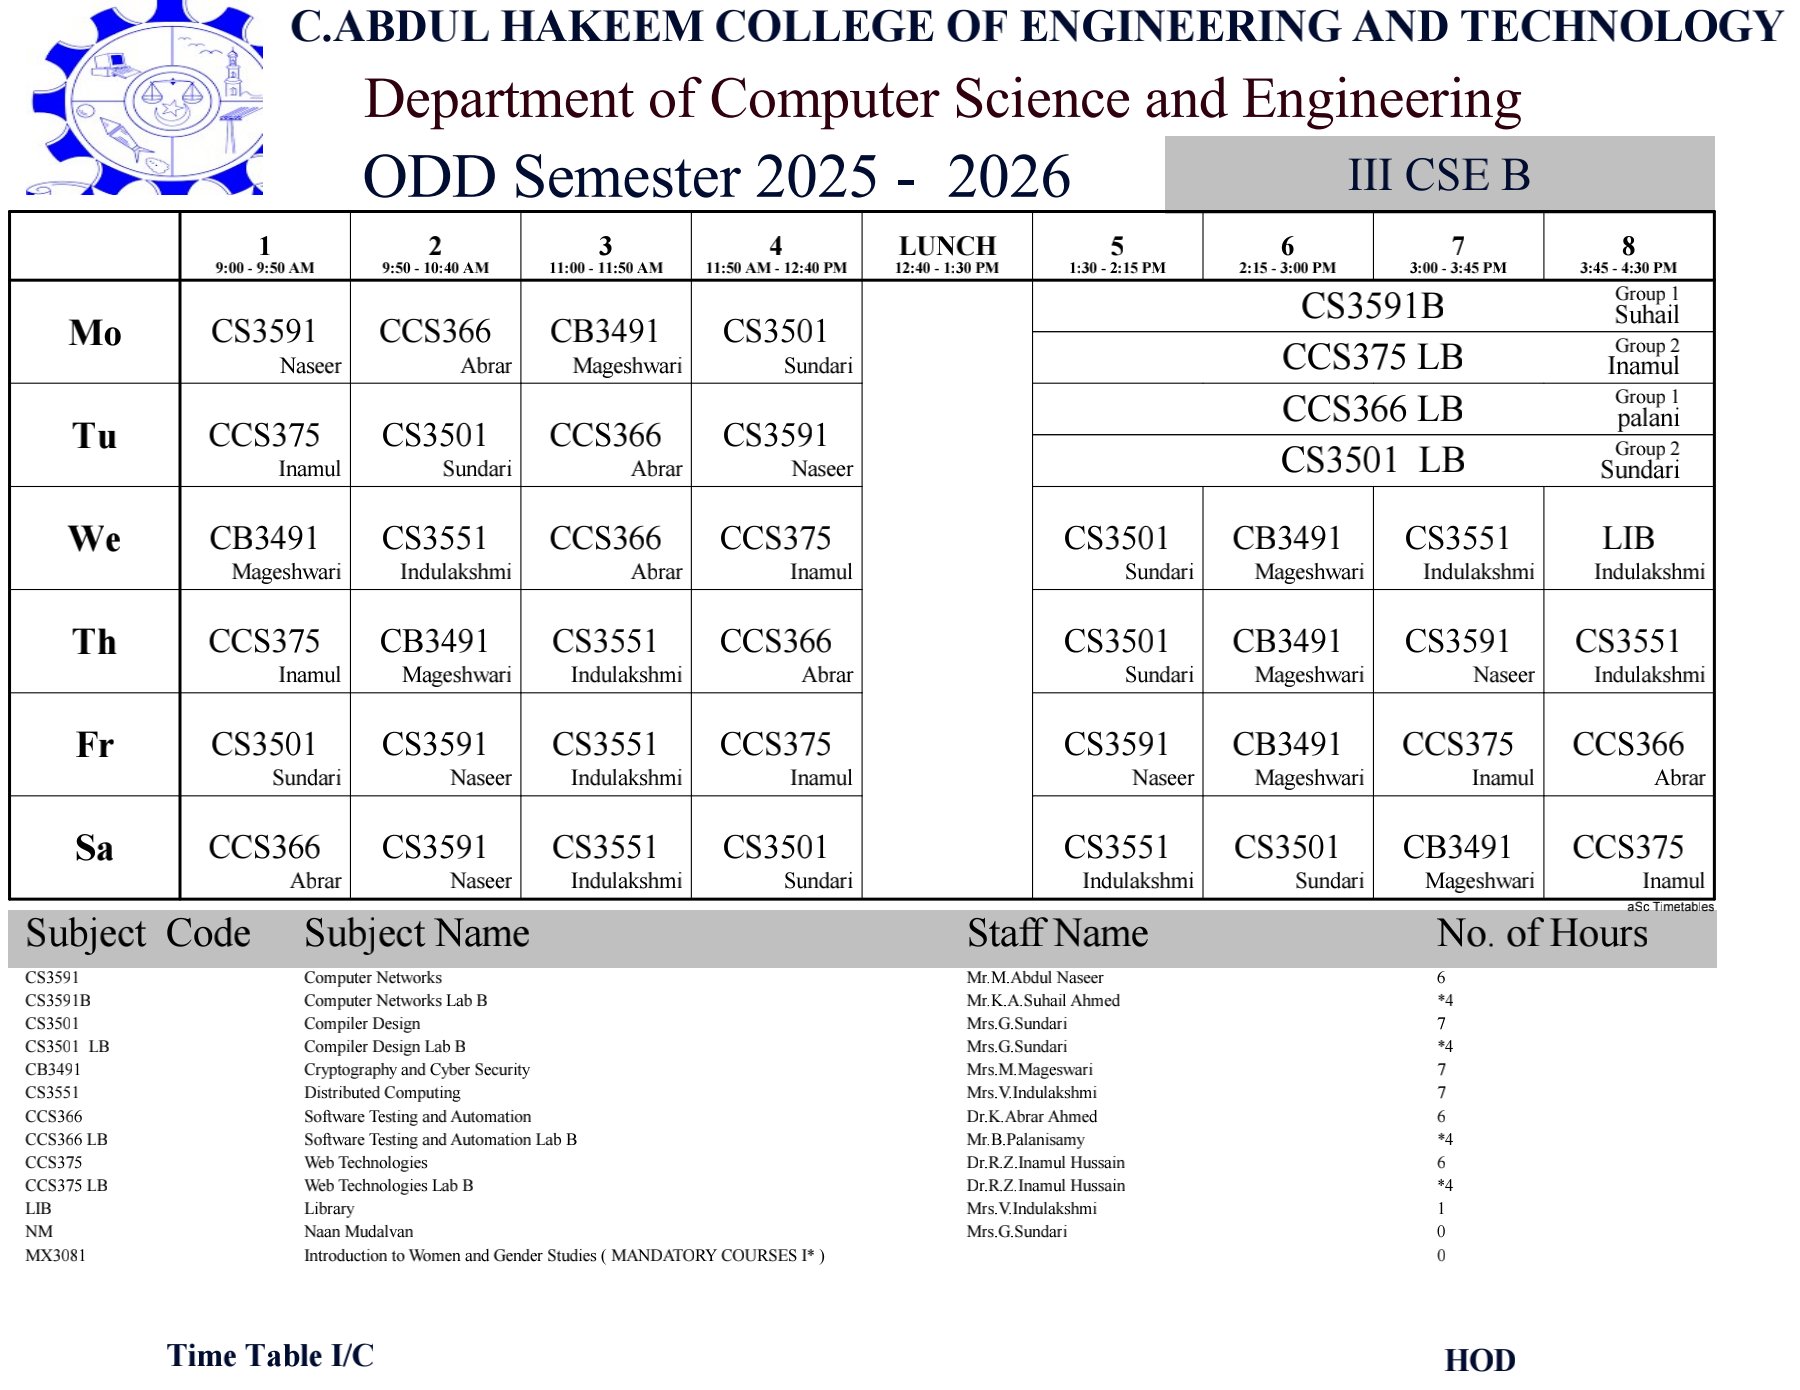 C.ABDUL HAKEEM COLLEGE OF ENGINEERING AND TECHNOLOGY
Department of Computer Science and Engineering
ODD Semester 2025 - 2026 III CSE B
1 2 3 4 LUNCH 5 6 7 8
9:00 - 9:50 AM 9:50 - 10:40 AM 11:00 - 11:50 AM 11:50 AM - 12:40 PM 12:40 - 1:30 PM 1:30 - 2:15 PM 2:15 - 3:00 PM 3:00 - 3:45 PM 3:45 - 4:30 PM
Mo CS3591 CCS366 CB3491 CS3501
Naseer Abrar Mageshwari Sundari
CS3591B Group 1
Suhail
CCS375 LB Group 2
Inamul
Tu CCS375 CS3501 CCS366 CS3591
Inamul Sundari Abrar Naseer
CCS366 LB Group 1
palani
CS3501 LB Group 2
Sundari
We CB3491 CS3551 CCS366 CCS375 CS3501 CB3491 CS3551 LIB
Mageshwari Indulakshmi Abrar Inamul Sundari Mageshwari Indulakshmi Indulakshmi
Th CCS375 CB3491 CS3551 CCS366 CS3501 CB3491 CS3591 CS3551
Inamul Mageshwari Indulakshmi Abrar Sundari Mageshwari Naseer Indulakshmi
Fr CS3501 CS3591 CS3551 CCS375 CS3591 CB3491 CCS375 CCS366
Sundari Naseer Indulakshmi Inamul Naseer Mageshwari Inamul Abrar
Sa CCS366 CS3591 CS3551 CS3501 CS3551 CS3501 CB3491 CCS375
Abrar Naseer Indulakshmi Sundari Indulakshmi Sundari Mageshwari Inamul
aSc Timetables
Subject Code Subject Name Staff Name No. of Hours
CS3591 Computer Networks Mr.M.Abdul Naseer 6
CS3591B Computer Networks Lab B Mr.K.A.Suhail Ahmed *4
CS3501 Compiler Design Mrs.G.Sundari 7
CS3501 LB Compiler Design Lab B Mrs.G.Sundari *4
CB3491 Cryptography and Cyber Security Mrs.M.Mageswari 7
CS3551 Distributed Computing Mrs.V.Indulakshmi 7
CCS366 Software Testing and Automation Dr.K.Abrar Ahmed 6
CCS366 LB Software Testing and Automation Lab B Mr.B.Palanisamy *4
CCS375 Web Technologies Dr.R.Z.Inamul Hussain 6
CCS375 LB Web Technologies Lab B Dr.R.Z.Inamul Hussain *4
LIB Library Mrs.V.Indulakshmi 1
NM Naan Mudalvan Mrs.G.Sundari 0
MX3081 Introduction to Women and Gender Studies ( MANDATORY COURSES I* ) 0
Time Table I/C HOD